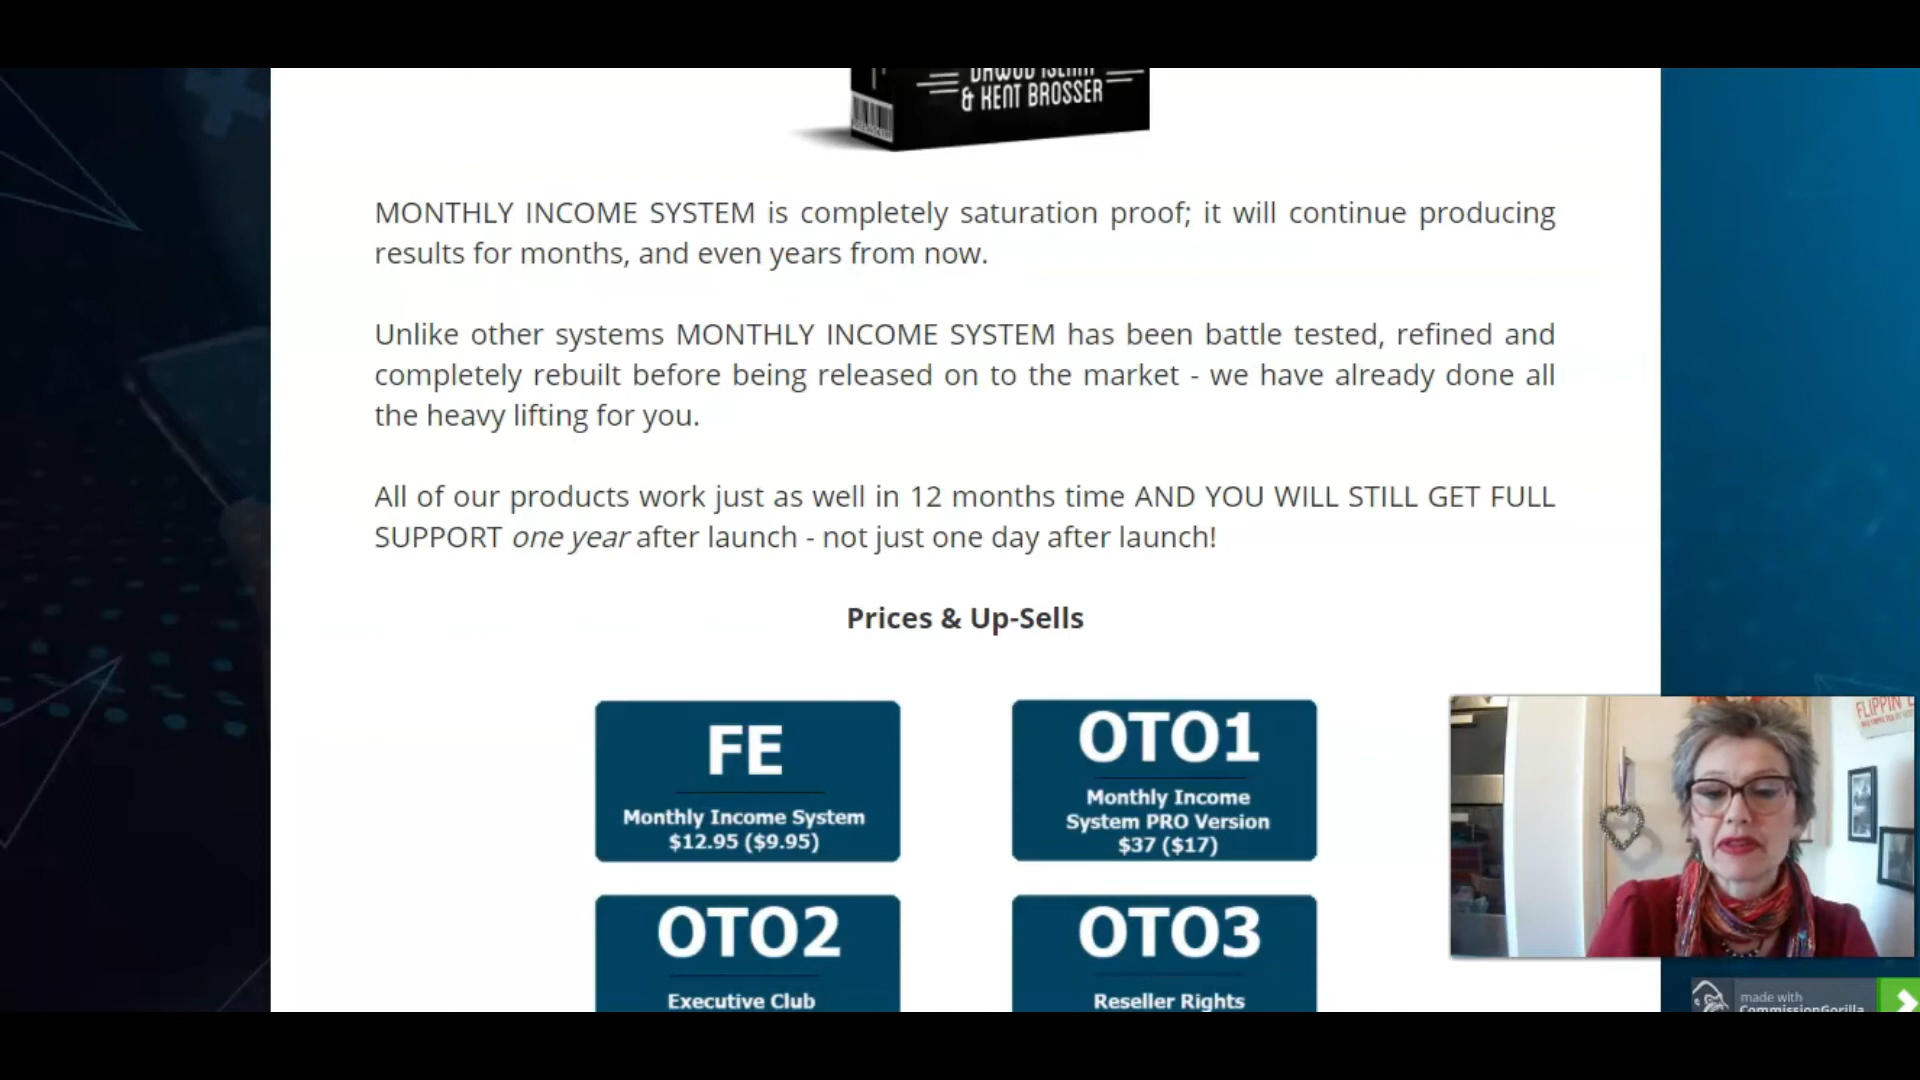 & KENT BROSSER
MONTHLY INCOME SYSTEM is completely saturation proof; it will continue producing
results for months, and even years from now.
Unlike other systems MONTHLY INCOME SYSTEM has been battle tested, refined and
completely rebuilt before being released on to the market - we have already done all
the heavy lifting for you.
All of our products work just as well in 12 months time AND YOU WILL STILL GET FULL
SUPPORT one year after launch - not just one day after launch!
Prices & Up-Sells
FE
Monthly Income System
$12.95 ($9.95)
OTO1
Monthly Income
System PRO Version
$37 ($17)
OTO2
Executive Club
OTO3
Reseller Rights
FLIPPIN'
made with
CommissionGorilla